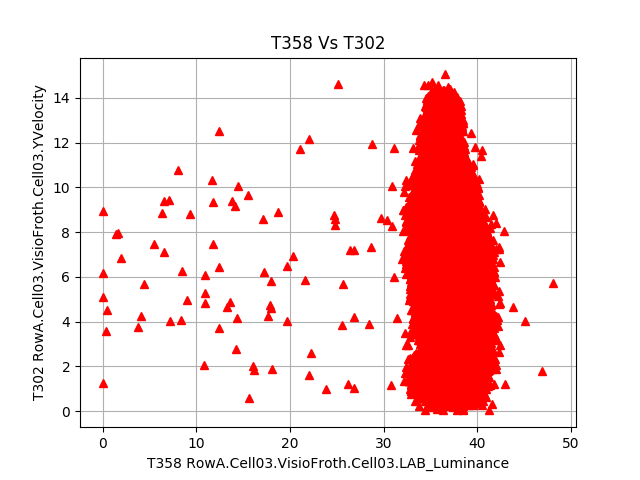 T358 Vs T302
14
12
10
8
6
4
2
0
T302 RowA.Cell03.VisioFroth.Cell03.YVelocity
0 10 20 30 40 50
T358 RowA.Cell03.VisioFroth.Cell03.LAB_Luminance